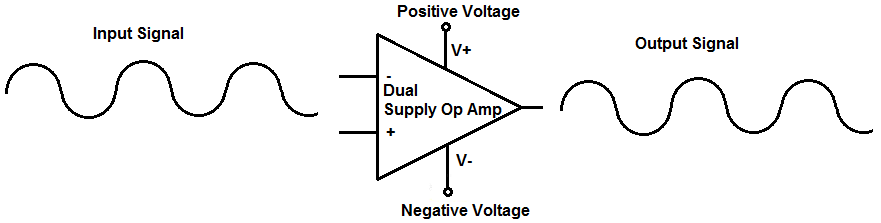 Positive Voltage
Input Signal
Output Signal
V+
-
Dual
Supply Op Amp
+
V-
Negative Voltage